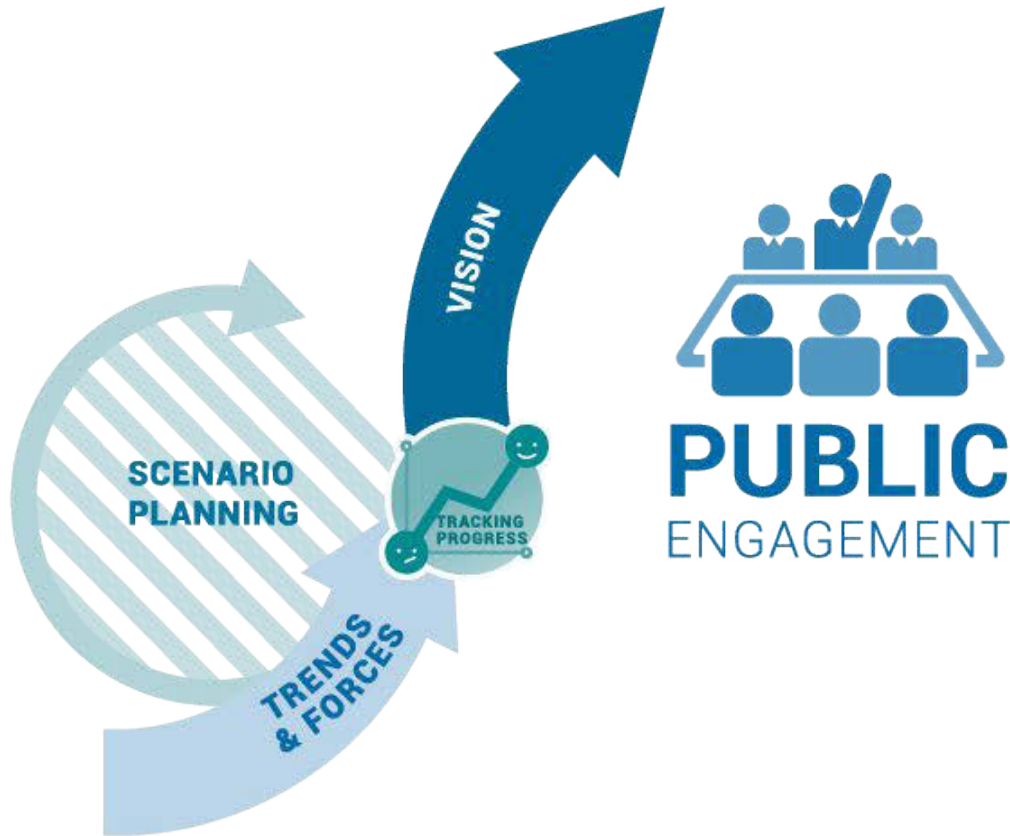 VISION
SCENARIO
PLANNING
TRACKING
PROGRESS
TRENDS
& FORCES
PUBLIC
ENGAGEMENT